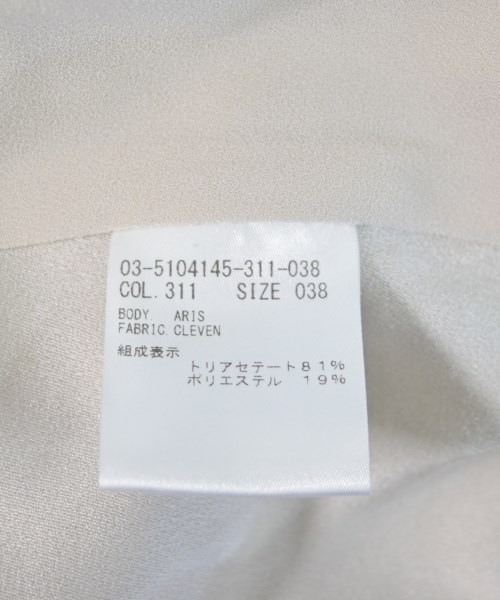 03-5104145-311-038
COL. 311 SIZE 038
BODY. ARIS
FABRIC.CLEVEN
組成表示
トリアセテート81%
ポリエステル 19%